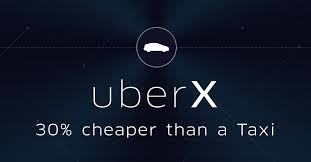 uberX
30% cheaper than a Taxi